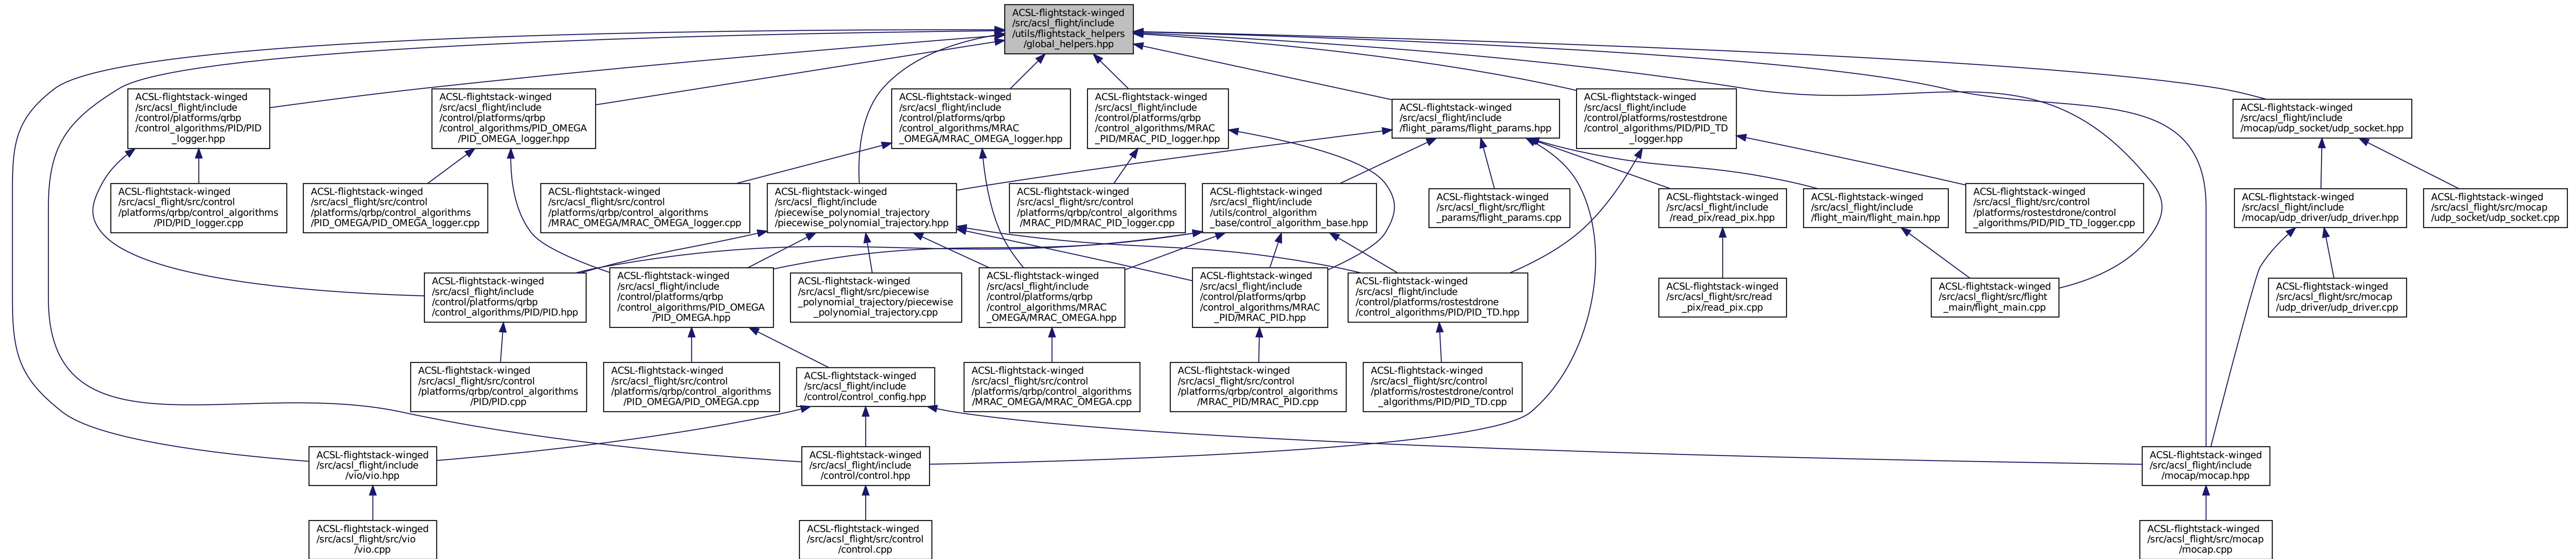 ACSL-flightstack-winged
/src/acsl_flight/include
/utils/flightstack_helpers
/global_helpers.hpp
ACSL-flightstack-winged
/src/acsl_flight/include
/control/platforms/qrbp
/control_algorithms/PID/PID
_logger.hpp
ACSL-flightstack-winged
/src/acsl_flight/include
/control/platforms/qrbp
/control_algorithms/PID_OMEGA
/PID_OMEGA_logger.hpp
ACSL-flightstack-winged
/src/acsl_flight/include
/control/platforms/qrbp
/control_algorithms/MRAC
_OMEGA/MRAC_OMEGA_logger.hpp
ACSL-flightstack-winged
/src/acsl_flight/include
/control/platforms/qrbp
/control_algorithms/MRAC
_PID/MRAC_PID_logger.hpp
ACSL-flightstack-winged
/src/acsl_flight/include
/flight_params/flight_params.hpp
ACSL-flightstack-winged
/src/acsl_flight/include
/control/platforms/rostestdrone
/control_algorithms/PID/PID_TD
_logger.hpp
ACSL-flightstack-winged
/src/acsl_flight/include
/mocap/udp_socket/udp_socket.hpp
ACSL-flightstack-winged
/src/acsl_flight/src/control
/platforms/qrbp/control_algorithms
/PID/PID_logger.cpp
ACSL-flightstack-winged
/src/acsl_flight/src/control
/platforms/qrbp/control_algorithms
/PID_OMEGA/PID_OMEGA_logger.cpp
ACSL-flightstack-winged
/src/acsl_flight/src/control
/platforms/qrbp/control_algorithms
/MRAC_OMEGA/MRAC_OMEGA_logger.cpp
ACSL-flightstack-winged
/src/acsl_flight/include
/piecewise_polynomial_trajectory
/piecewise_polynomial_trajectory.hpp
ACSL-flightstack-winged
/src/acsl_flight/src/control
/platforms/qrbp/control_algorithms
/MRAC_PID/MRAC_PID_logger.cpp
ACSL-flightstack-winged
/src/acsl_flight/include
/utils/control_algorithm
_base/control_algorithm_base.hpp
ACSL-flightstack-winged
/src/acsl_flight/src/flight
_params/flight_params.cpp
ACSL-flightstack-winged
/src/acsl_flight/include
/read_pix/read_pix.hpp
ACSL-flightstack-winged
/src/acsl_flight/include
/flight_main/flight_main.hpp
ACSL-flightstack-winged
/src/acsl_flight/src/control
/platforms/rostestdrone/control
_algorithms/PID/PID_TD_logger.cpp
ACSL-flightstack-winged
/src/acsl_flight/include
/mocap/udp_driver/udp_driver.hpp
ACSL-flightstack-winged
/src/acsl_flight/src/mocap
/udp_socket/udp_socket.cpp
ACSL-flightstack-winged
/src/acsl_flight/include
/control/platforms/qrbp
/control_algorithms/PID/PID.hpp
ACSL-flightstack-winged
/src/acsl_flight/include
/control/platforms/qrbp
/control_algorithms/PID_OMEGA
/PID_OMEGA.hpp
ACSL-flightstack-winged
/src/acsl_flight/src/piecewise
_polynomial_trajectory/piecewise
_polynomial_trajectory.cpp
ACSL-flightstack-winged
/src/acsl_flight/include
/control/platforms/qrbp
/control_algorithms/MRAC
_OMEGA/MRAC_OMEGA.hpp
ACSL-flightstack-winged
/src/acsl_flight/include
/control/platforms/qrbp
/control_algorithms/MRAC
_PID/MRAC_PID.hpp
ACSL-flightstack-winged
/src/acsl_flight/include
/control/platforms/rostestdrone
/control_algorithms/PID/PID_TD.hpp
ACSL-flightstack-winged
/src/acsl_flight/src/read
_pix/read_pix.cpp
ACSL-flightstack-winged
/src/acsl_flight/src/flight
_main/flight_main.cpp
ACSL-flightstack-winged
/src/acsl_flight/src/mocap
/udp_driver/udp_driver.cpp
ACSL-flightstack-winged
/src/acsl_flight/src/control
/platforms/qrbp/control_algorithms
/PID/PID.cpp
ACSL-flightstack-winged
/src/acsl_flight/src/control
/platforms/qrbp/control_algorithms
/PID_OMEGA/PID_OMEGA.cpp
ACSL-flightstack-winged
/src/acsl_flight/include
/control/control_config.hpp
ACSL-flightstack-winged
/src/acsl_flight/src/control
/platforms/qrbp/control_algorithms
/MRAC_OMEGA/MRAC_OMEGA.cpp
ACSL-flightstack-winged
/src/acsl_flight/src/control
/platforms/qrbp/control_algorithms
/MRAC_PID/MRAC_PID.cpp
ACSL-flightstack-winged
/src/acsl_flight/src/control
/platforms/rostestdrone/control
_algorithms/PID/PID_TD.cpp
ACSL-flightstack-winged
/src/acsl_flight/include
/vio/vio.hpp
ACSL-flightstack-winged
/src/acsl_flight/include
/control/control.hpp
ACSL-flightstack-winged
/src/acsl_flight/include
/mocap/mocap.hpp
ACSL-flightstack-winged
/src/acsl_flight/src/vio
/vio.cpp
ACSL-flightstack-winged
/src/acsl_flight/src/control
/control.cpp
ACSL-flightstack-winged
/src/acsl_flight/src/mocap
/mocap.cpp